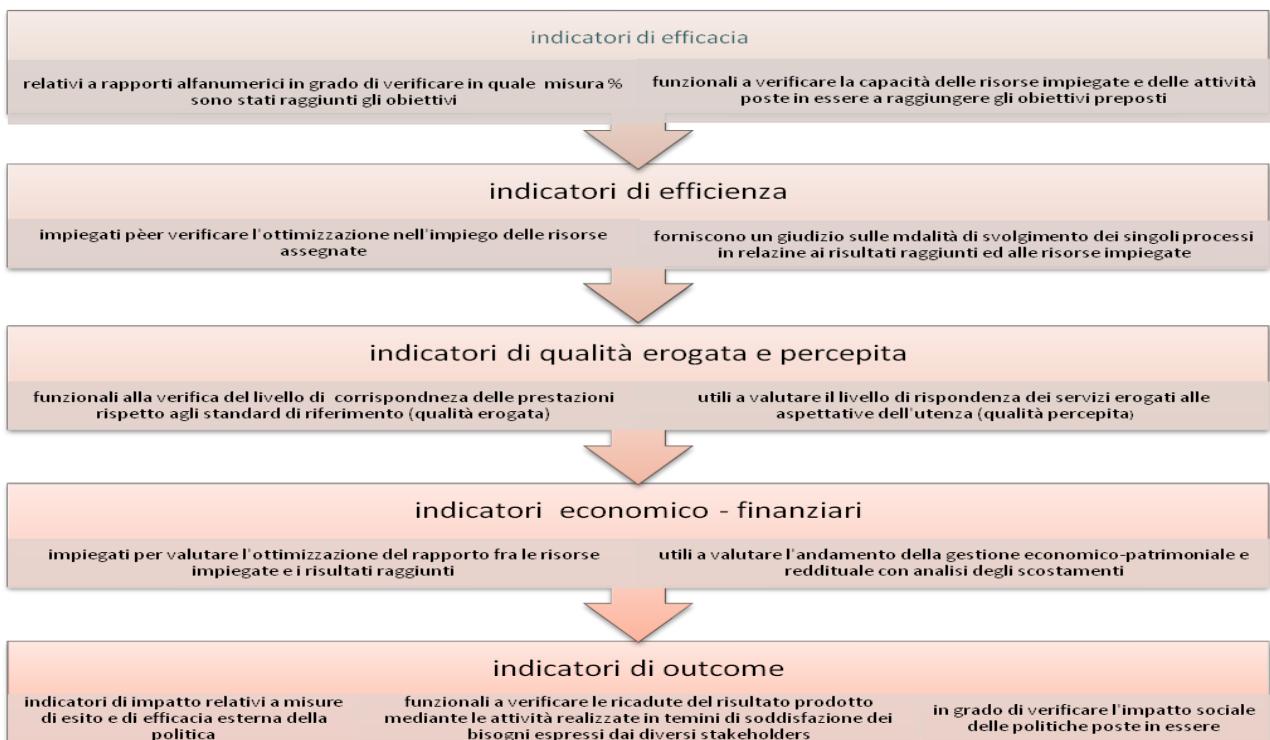 indicatori di efficacia
relativi a rapporti alfanumerici in grado di verificare in quale misura %
sono stati raggiunti gli obiettivi
funzionali a verificare la capacità delle risorse impiegate e delle attività
poste in essere a raggiungere gli obiettivi preposti
indicatori di efficienza
impiegati pèer verificare l'ottimizzazione nell'impiego delle risorse
assegnate
forniscono un giudizio sulle mdalità di svolgimento dei singoli processi
in relazine ai risultati raggiunti ed alle risorse impiegate
indicatori di qualità erogata e percepita
funzionali alla verifica del livello di corrispondneza delle prestazioni
rispetto agli standard di riferimento (qualità erogata)
utili a valutare il livello di rispondenza dei servizi erogati alle
aspettative dell'utenza (qualità percepita)
indicatori economico - finanziari
impiegati per valutare l'ottimizzazione del rapporto fra le risorse
impiegate e i risultati raggiunti
utili a valutare l'andamento della gestione economico-patrimoniale e
reddituale con analisi degli scostamenti
indicatori di outcome
indicatori di impatto relativi a misure
di esito e di efficacia esterna della
politica
funzionali a verificare le ricadute del risultato prodotto
mediante le attività realizzate in temini di soddisfazione dei
bisogni espressi dai diversi stakeholders
in grado di verificare l'impatto sociale
delle politiche poste in essere